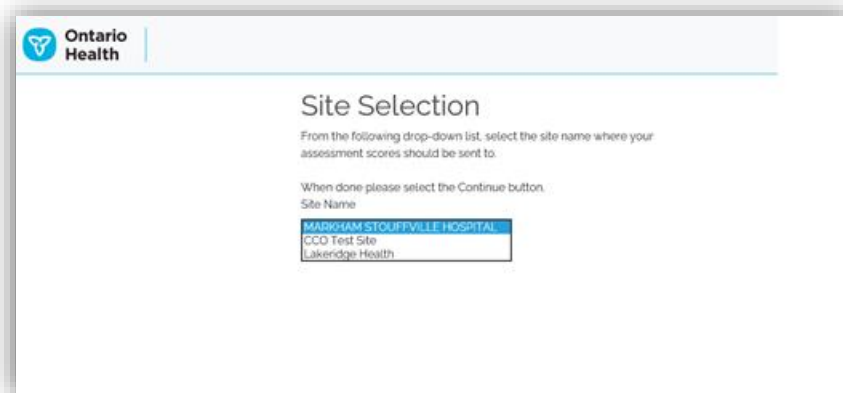 Ontario
Health
Site Selection
From the following drop-down list, select the site name where your
assessment scores should be sent to.
When done please select the Continue button.
Site Name
MARKHAM STOUFFVILLE HOSPITAL
CCO Test Site
Lakeridge Health